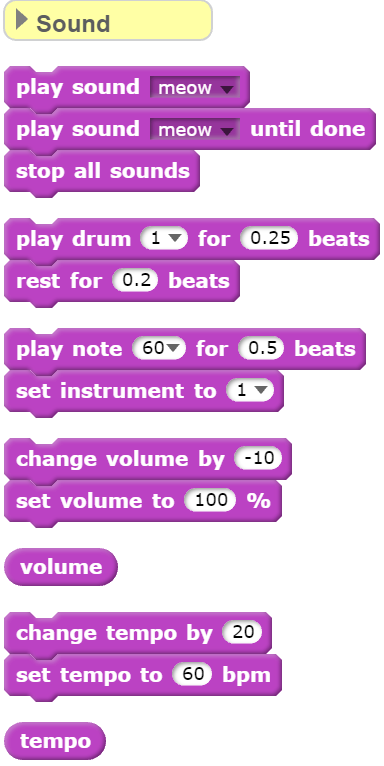 Sound
play sound meow
play sound meow until done
stop all sounds
play drum 1 for 0.25 beats
rest for 0.2 beats
play note 60 for 0.5 beats
set instrument to 1
change volume by -10
set volume to 100 %
volume
change tempo by 20
set tempo to 60 bpm
tempo